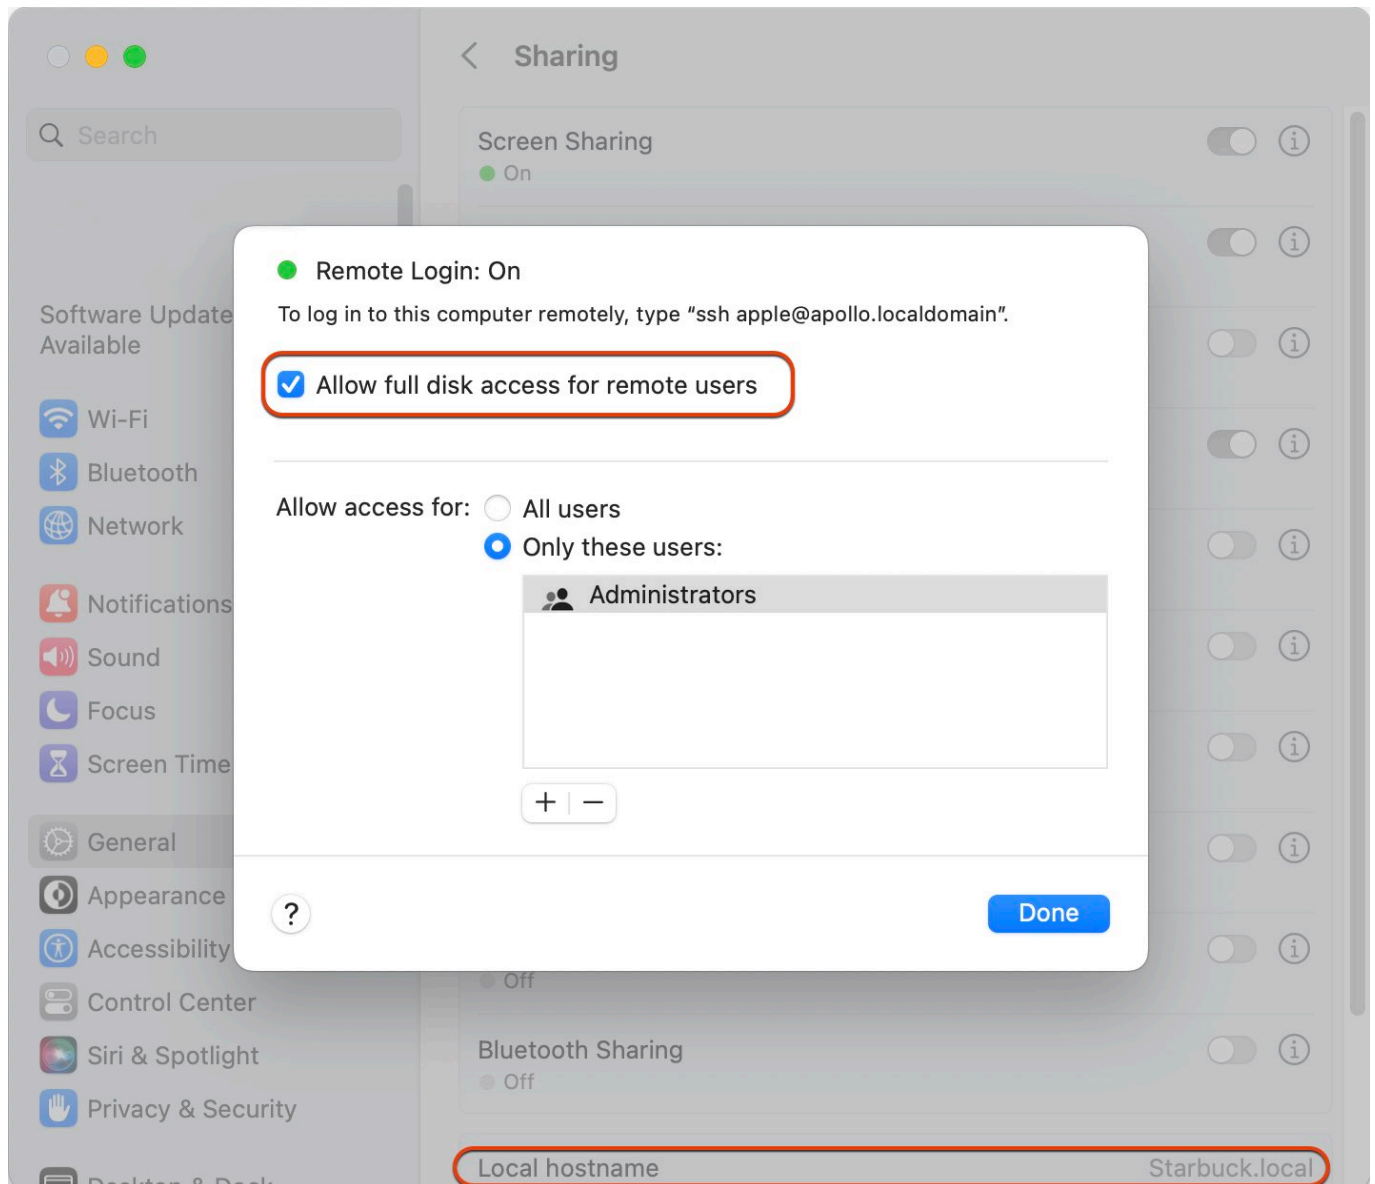 Sharing
Search
Screen Sharing
On
Software Update
Available
Wi-Fi
Bluetooth
Network
Notifications
Sound
Focus
Screen Time
General
Appearance
Accessibility
Control Center
Siri & Spotlight
Privacy & Security
Desktop & Dock
Remote Login: On
To log in to this computer remotely, type “ssh apple@apollo.localdomain”.
Allow full disk access for remote users
Allow access for: All users
Only these users:
Administrators
+ −
? Done
Off
Bluetooth Sharing
Off
Local hostname Starbuck.local